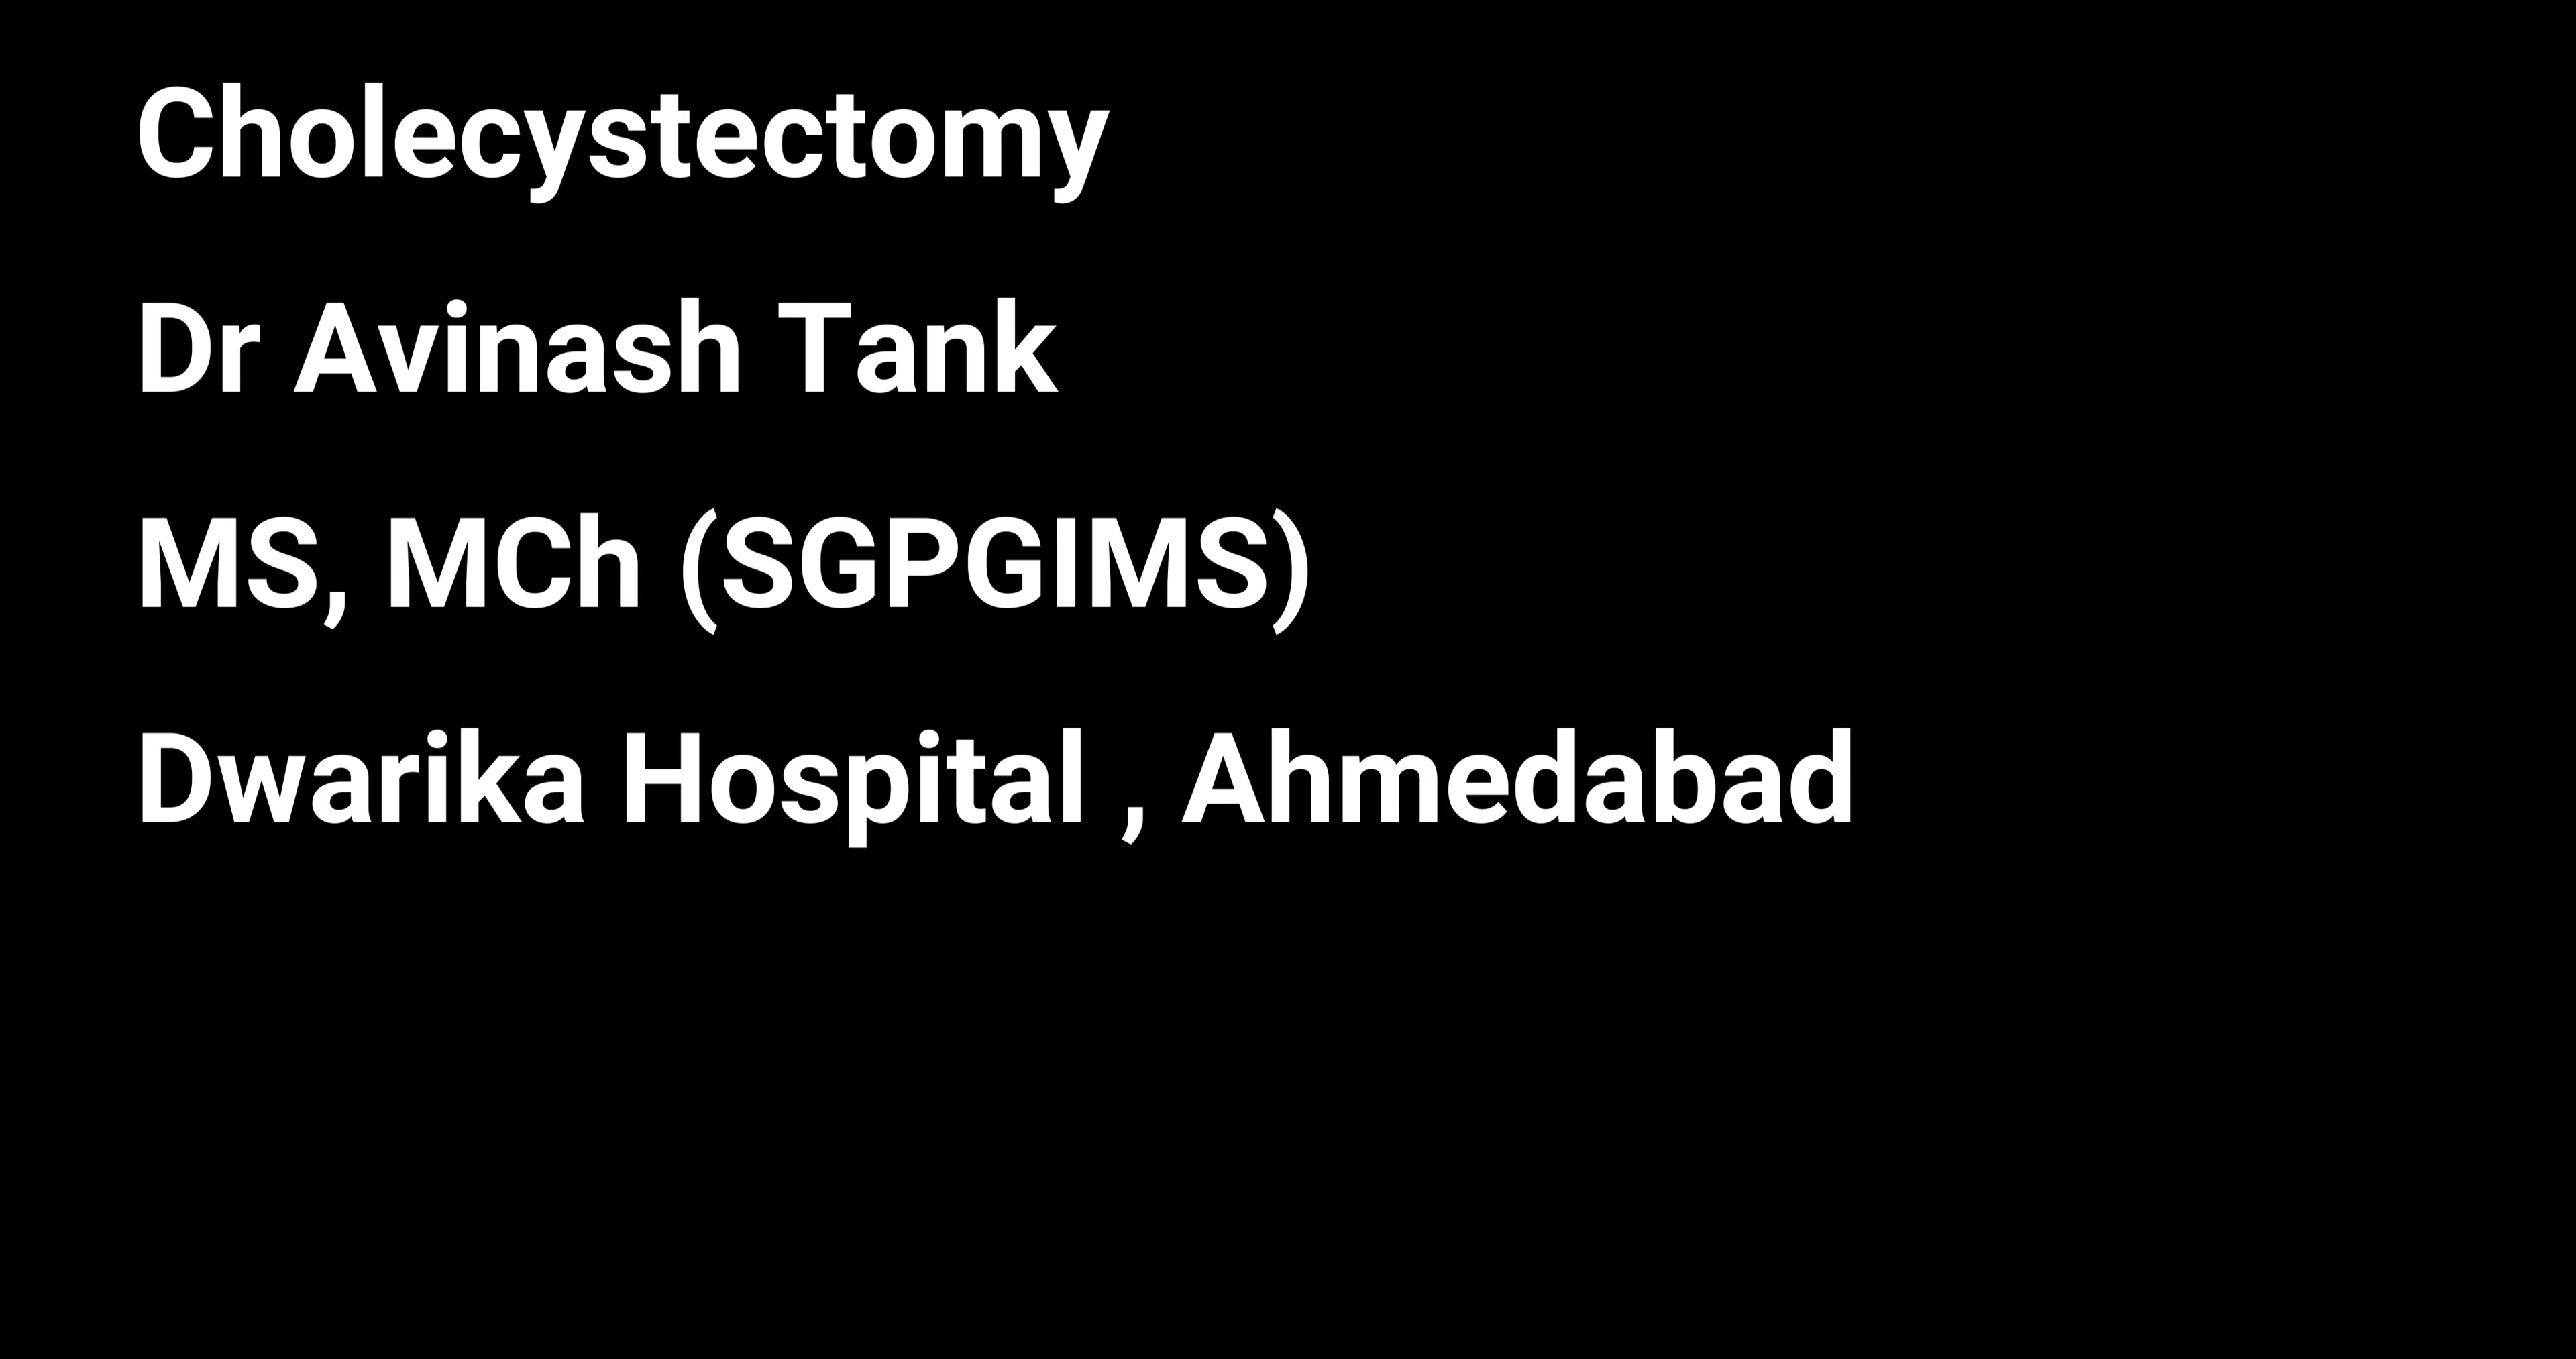 Cholecystectomy
Dr Avinash Tank
MS, MCh (SGPGIMS)
Dwarika Hospital , Ahmedabad